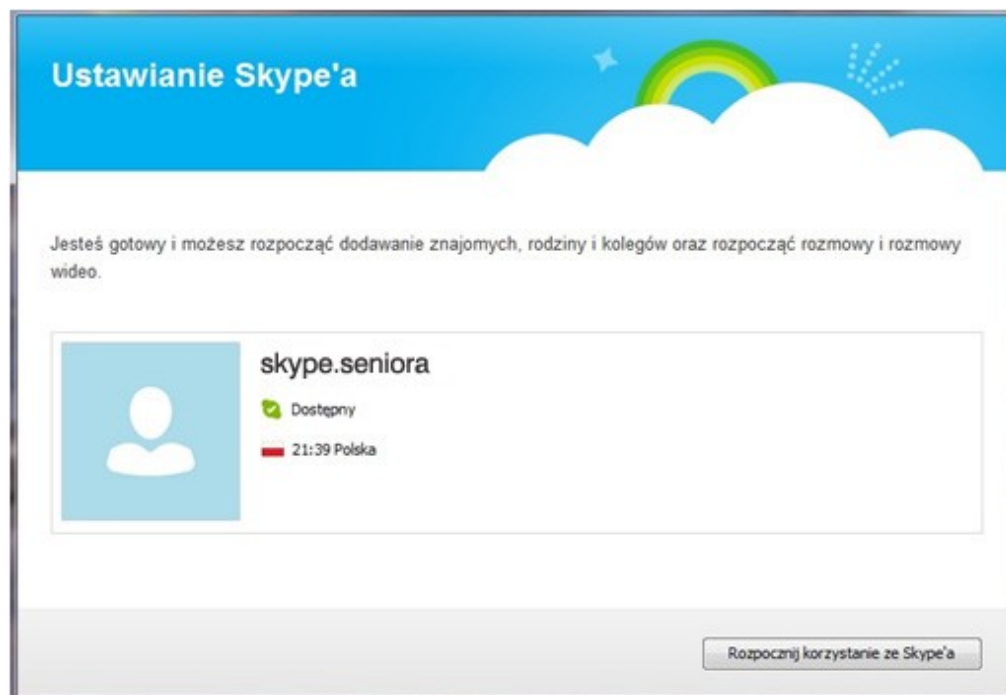 Ustawianie Skype'a
Jesteś gotowy i możesz rozpocząć dodawanie znajomych, rodziny i kolegów oraz rozpocząć rozmowy i rozmowy
wideo.
skype.seniora
Dostępny
21:39 Polska
Rozpocznij korzystanie ze Skype'a